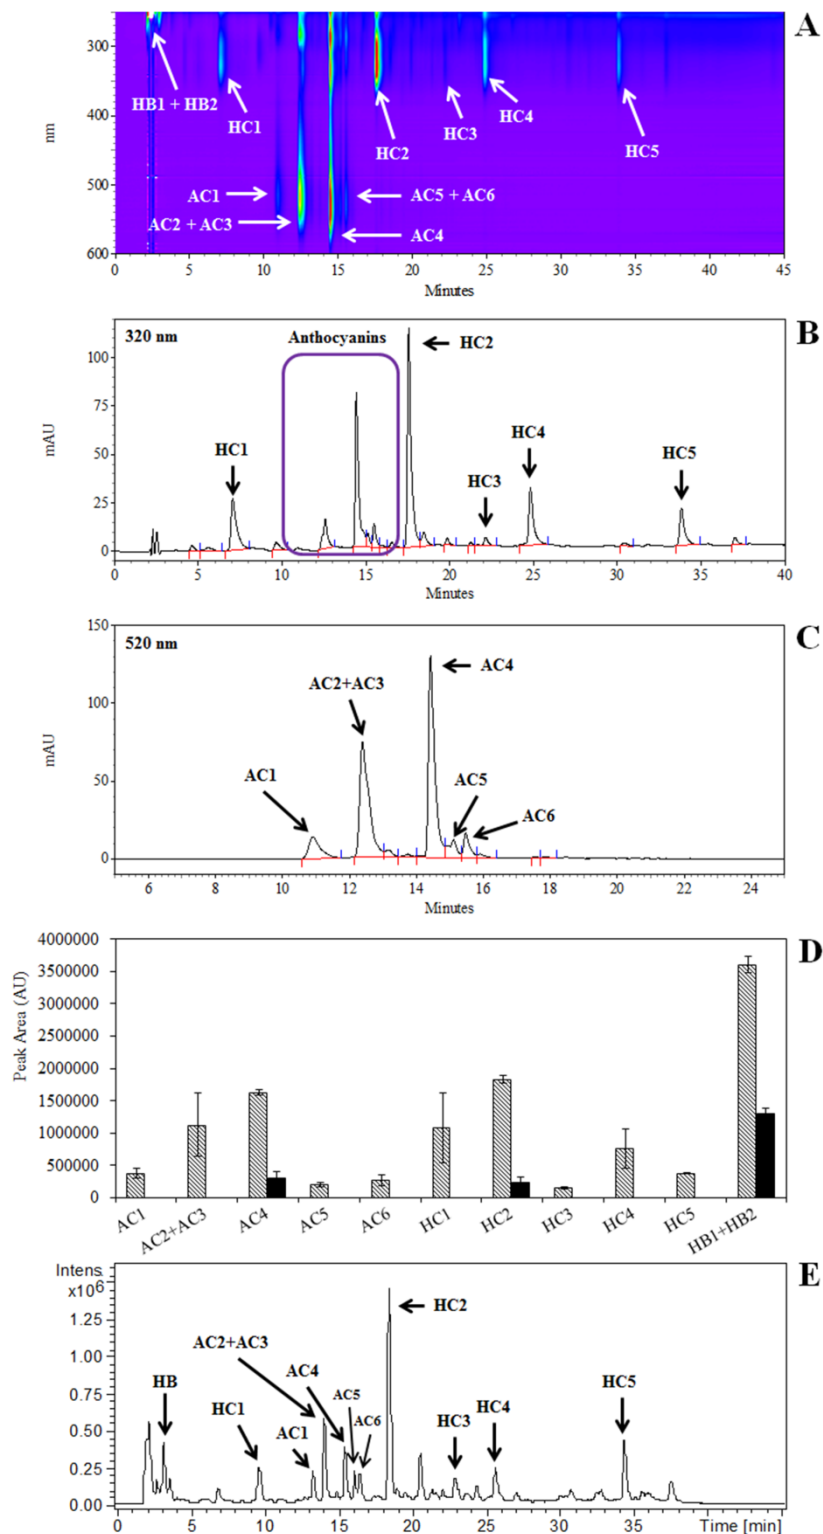 A
300
400
500
600
nm
HB1 + HB2
HC1
HC2
HC3
HC4
HC5
AC1
AC2 + AC3
AC5 + AC6
AC4
0 5 10 15 20 25 30 35 40 45
Minutes
B
320 nm
Anthocyanins
HC2
HC1
HC3
HC4
HC5
100
75
50
25
0
mAU
0 5 10 15 20 25 30 35 40
Minutes
C
520 nm
150
100
50
0
mAU
AC4
AC2+AC3
AC1
AC5
AC6
6 8 10 12 14 16 18 20 22 24
Minutes
D
4000000
3500000
3000000
2500000
2000000
1500000
1000000
500000
0
Peak Area (AU)
AC1 AC2+AC3 AC4 AC5 AC6 HC1 HC2 HC3 HC4 HC5 HB1+HB2
E
Intens.
x10⁶
1.25
1.00
0.75
0.50
0.25
0.00
HC2
AC2+AC3
AC4
AC5
AC6
HB
HC1
AC1
HC3
HC4
HC5
0 5 10 15 20 25 30 35 Time [min]